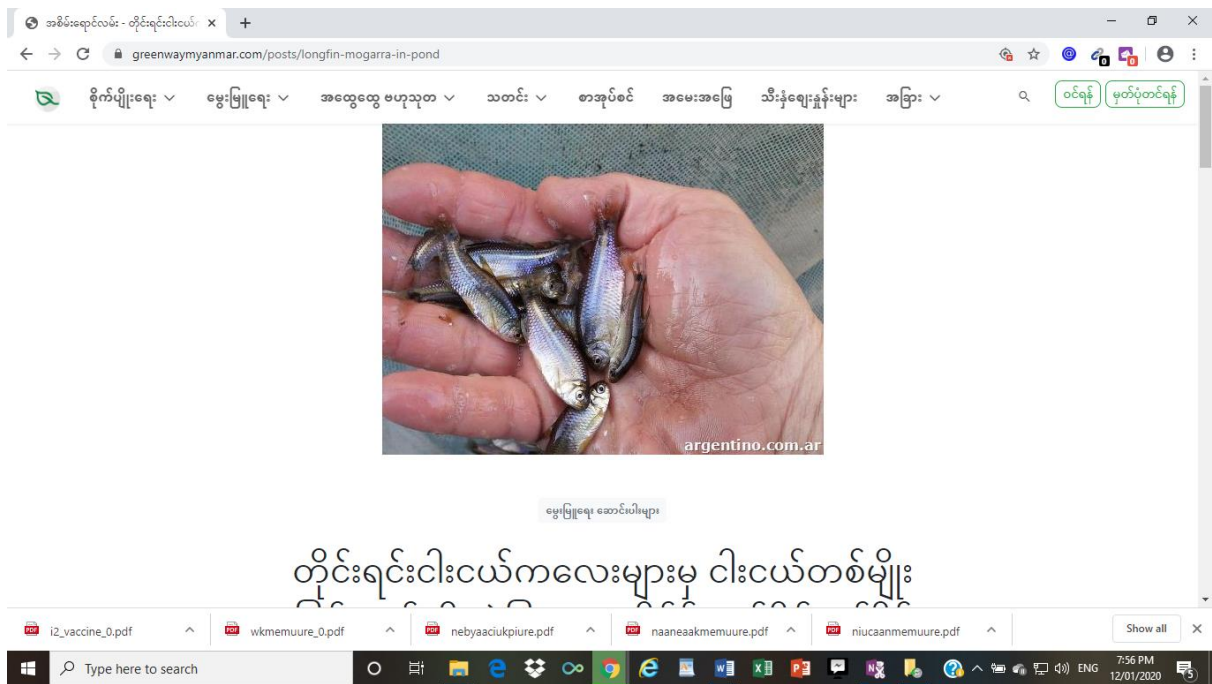 အစိမ်းရောင်လမ်း - တိုင်းရင်းငါးငယ်
greenwaymyanmar.com/posts/longfin-mogarra-in-pond
စိုက်ပျိုးရေး မွေးမြူရေး အထွေထွေ ဗဟုသုတ သတင်း စာအုပ်စင် အမေးအဖြေ သီးနှံဈေးနှုန်းများ အခြား ဝင်ရန် မှတ်ပုံတင်ရန်
argentino.com.ar
မွေးမြူရေး ဆောင်းပါးများ
တိုင်းရင်းငါးငယ်ကလေးများမှ ငါးငယ်တစ်မျိုး
i2_vaccine_0.pdf wkmemuure_0.pdf nebyaaciukpiure.pdf naaneaakmemuure.pdf niucaanmemuure.pdf Show all
Type here to search ENG 7:56 PM
12/01/2020